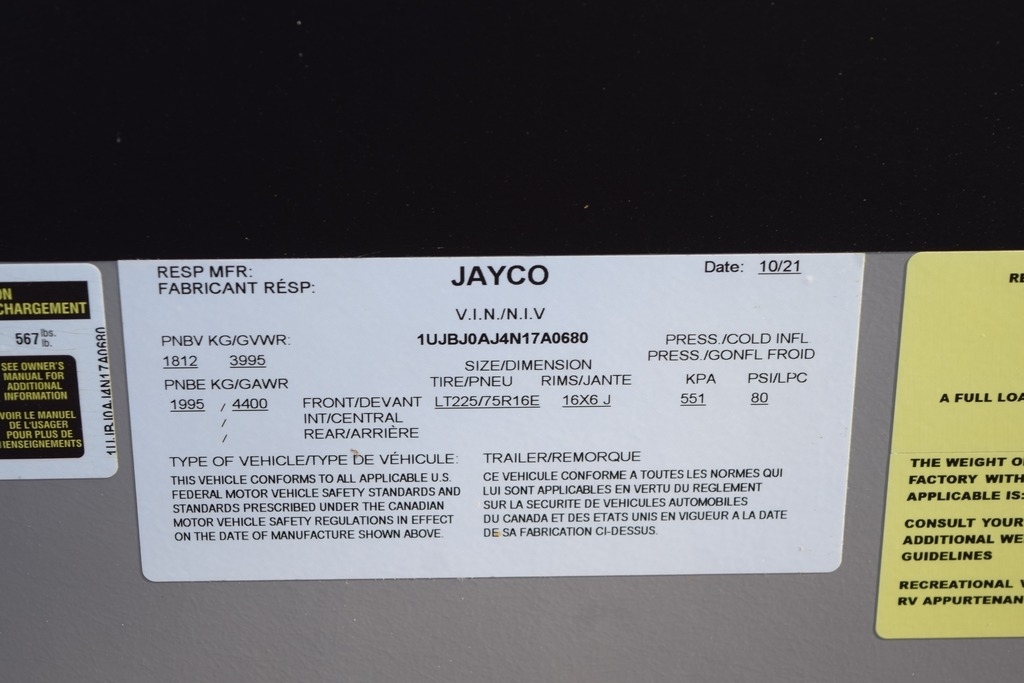 ON
CHARGEMENT
567 lbs.
lb.
SEE OWNER'S
MANUAL FOR
ADDITIONAL
INFORMATION
VOIR LE MANUEL
DE L'USAGER
POUR PLUS DE
RENSEIGNEMENTS
1UJBJ0AJ4N17A0680
RESP MFR:
FABRICANT RÉSP:
JAYCO
Date: 10/21
V.I.N./N.I.V
1UJBJ0AJ4N17A0680
PNBV KG/GVWR:
1812 3995
PRESS./COLD INFL
PRESS./GONFL FROID
SIZE/DIMENSION
PNBE KG/GAWR
TIRE/PNEU RIMS/JANTE KPA PSI/LPC
1995 / 4400 FRONT/DEVANT LT225/75R16E 16X6 J 551 80
/ INT/CENTRAL
/ REAR/ARRIÈRE
TYPE OF VEHICLE/TYPE DE VÉHICULE: TRAILER/REMORQUE
THIS VEHICLE CONFORMS TO ALL APPLICABLE U.S.
FEDERAL MOTOR VEHICLE SAFETY STANDARDS AND
STANDARDS PRESCRIBED UNDER THE CANADIAN
MOTOR VEHICLE SAFETY REGULATIONS IN EFFECT
ON THE DATE OF MANUFACTURE SHOWN ABOVE.
CE VEHICULE CONFORME A TOUTES LES NORMES QUI
LUI SONT APPLICABLES EN VERTU DU REGLEMENT
SUR LA SECURITE DE VEHICULES AUTOMOBILES
DU CANADA ET DES ETATS UNIS EN VIGUEUR A LA DATE
DE SA FABRICATION CI-DESSUS.
RE
A FULL LOA
THE WEIGHT O
FACTORY WITH
APPLICABLE IS:
CONSULT YOUR
ADDITIONAL WE
GUIDELINES
RECREATIONAL V
RV APPURTENAN